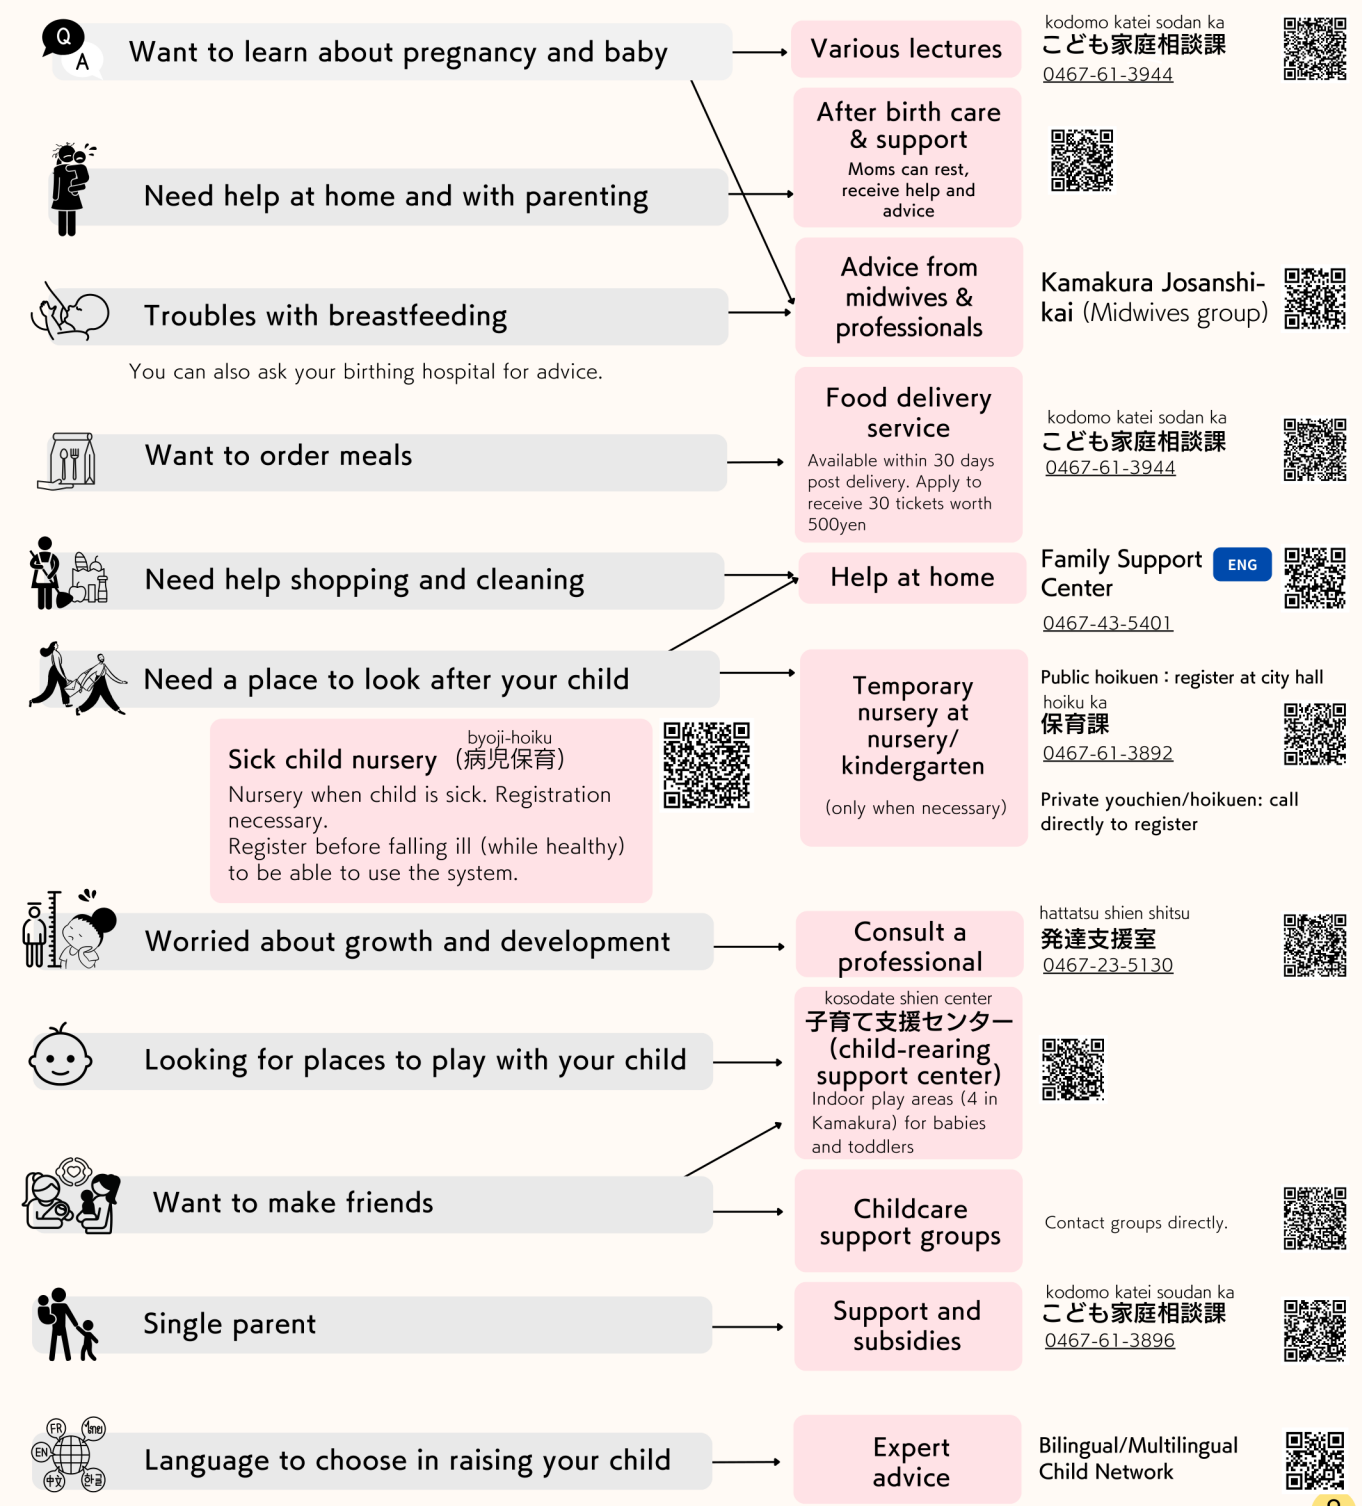 Q
A
Want to learn about pregnancy and baby
Various lectures
kodomo katei sodan ka
こども家庭相談課
0467-61-3944
After birth care
& support
Moms can rest,
receive help and
advice
Need help at home and with parenting
Advice from
midwives &
professionals
Kamakura Josanshi-
kai (Midwives group)
Troubles with breastfeeding
You can also ask your birthing hospital for advice.
Food delivery
service
Available within 30 days
post delivery. Apply to
receive 30 tickets worth
500yen
kodomo katei sodan ka
こども家庭相談課
0467-61-3944
Want to order meals
Need help shopping and cleaning
Help at home
Family Support
Center
ENG
0467-43-5401
Need a place to look after your child
Temporary
nursery at
nursery/
kindergarten
(only when necessary)
Public hoikuen：register at city hall
hoiku ka
保育課
0467-61-3892
Private youchien/hoikuen: call
directly to register
byoji-hoiku
Sick child nursery （病児保育）
Nursery when child is sick. Registration
necessary.
Register before falling ill (while healthy)
to be able to use the system.
Worried about growth and development
Consult a
professional
hattatsu shien shitsu
発達支援室
0467-23-5130
Looking for places to play with your child
kosodate shien center
子育て支援センター
(child-rearing
support center)
Indoor play areas (4 in
Kamakura) for babies
and toddlers
Want to make friends
Childcare
support groups
Contact groups directly.
Single parent
Support and
subsidies
kodomo katei soudan ka
こども家庭相談課
0467-61-3896
FR
ไทย
EN
中文
한글
Language to choose in raising your child
Expert
advice
Bilingual/Multilingual
Child Network